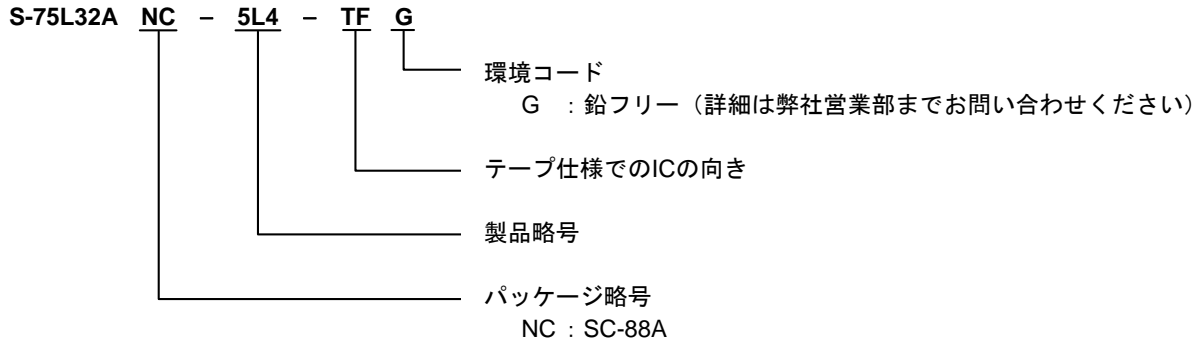 S-75L32A NC － 5L4 - TF G
環境コード
G ：鉛フリー（詳細は弊社営業部までお問い合わせください）
テープ仕様でのICの向き
製品略号
パッケージ略号
NC：SC-88A